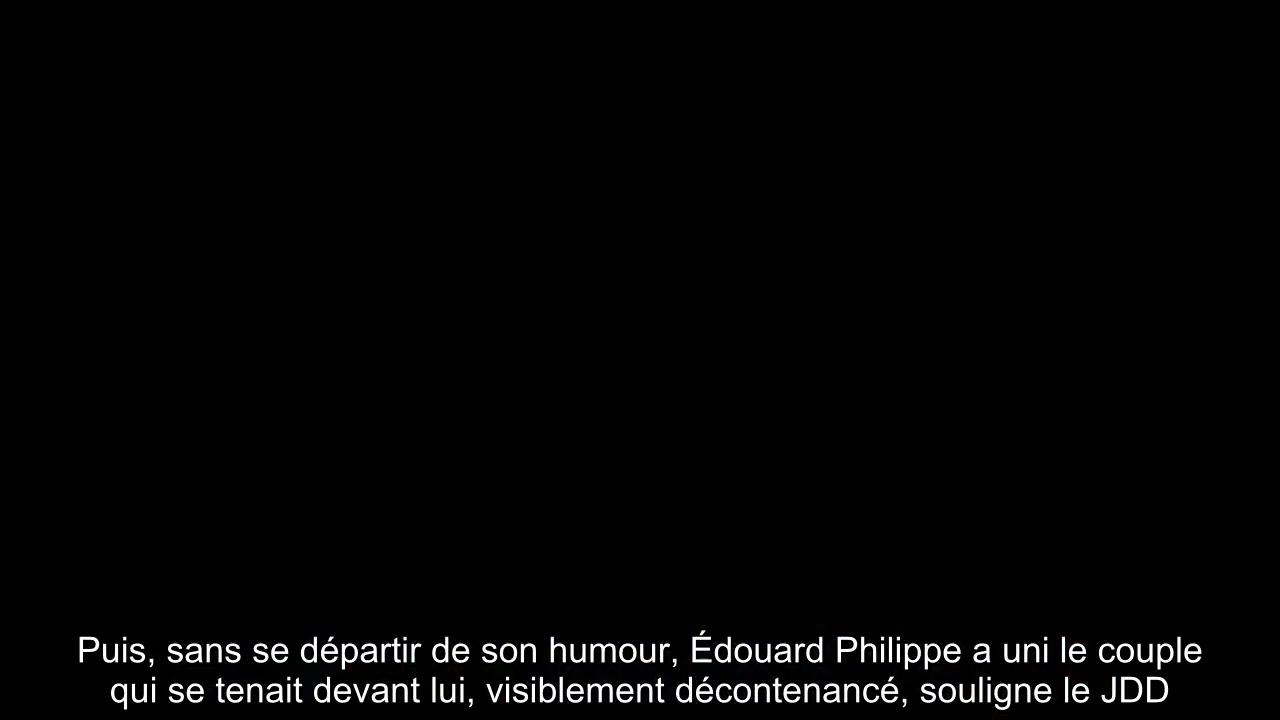 Puis, sans se départir de son humour, Édouard Philippe a uni le couple
qui se tenait devant lui, visiblement décontenancé, souligne le JDD